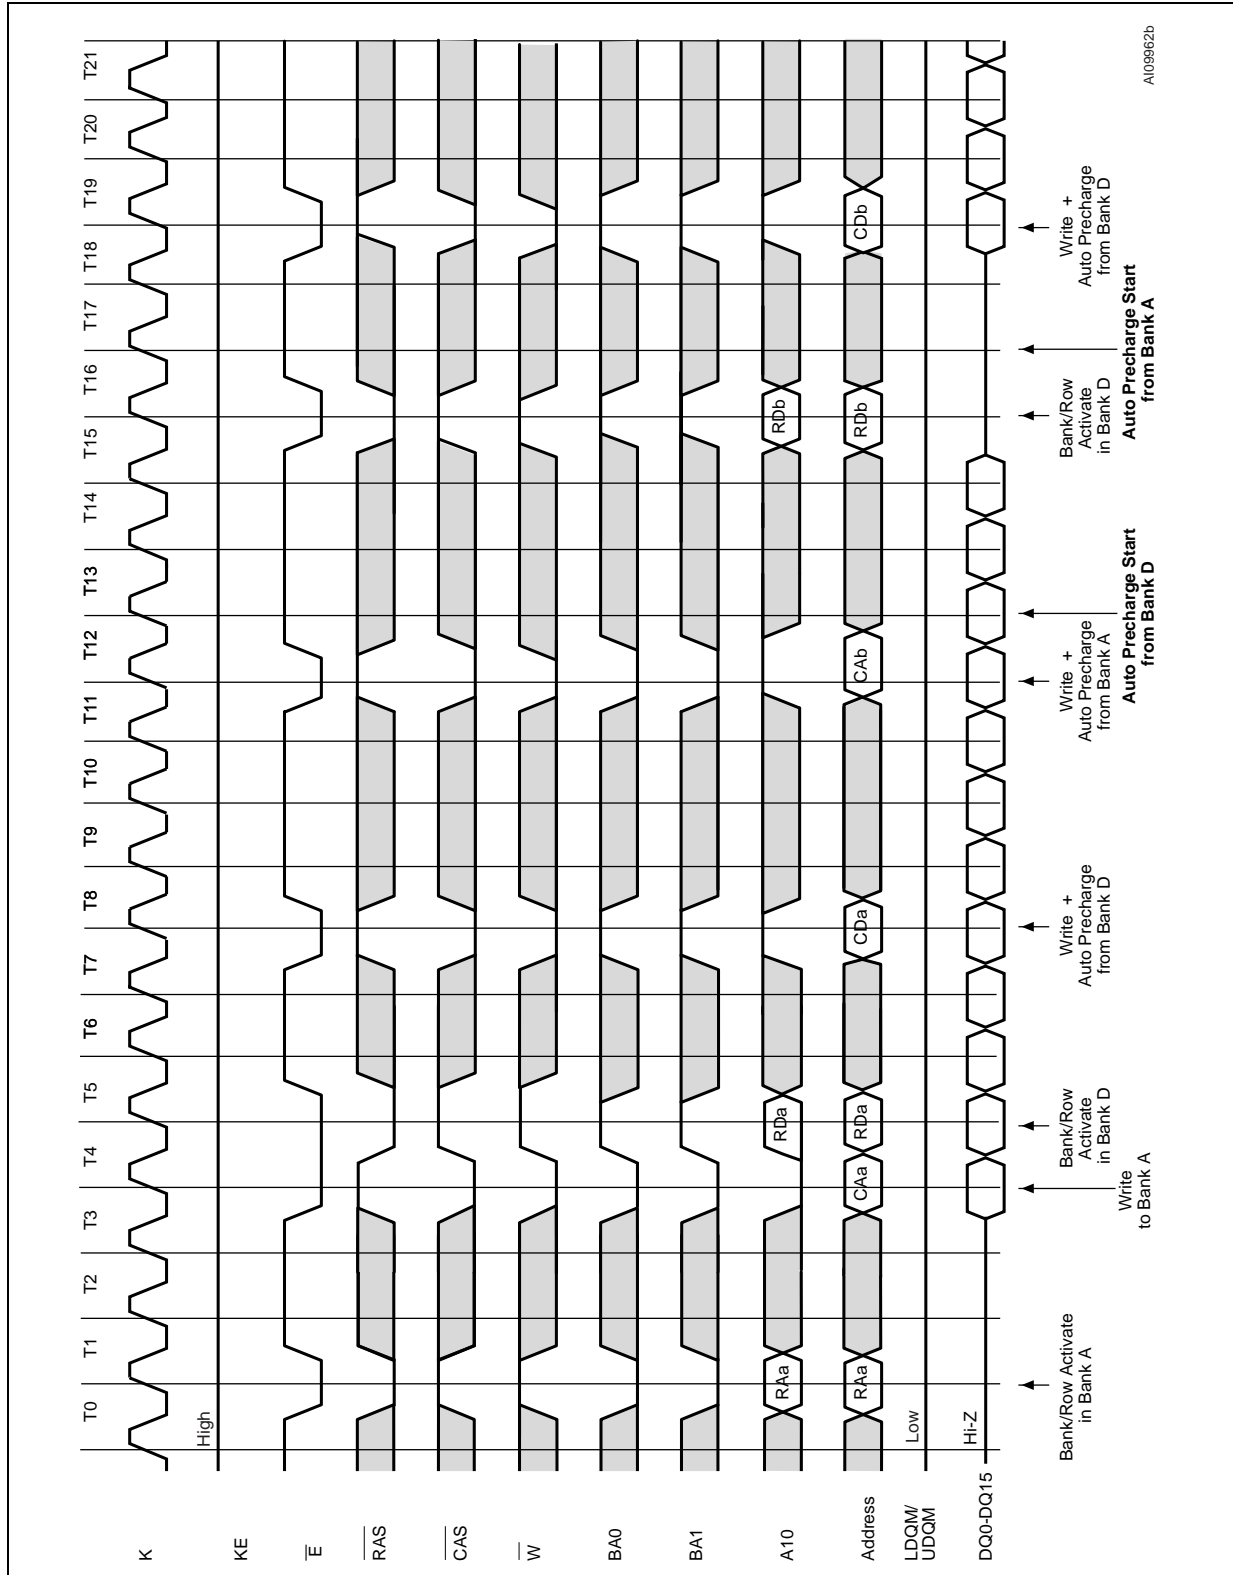 T0 T1 T2 T3 T4 T5 T6 T7 T8 T9 T10 T11 T12 T13 T14 T15 T16 T17 T18 T19 T20 T21
K
KE High
E
RAS
CAS
W
BA0
BA1
A10 RAa RDa RDb
Address RAa CAa RDa CDa CAb RDb CDb
LDQM/
UDQM
Low
DQ0-DQ15 Hi-Z
Bank/Row Activate
in Bank A
Write
to Bank A
Bank/Row
Activate
in Bank D
Write +
Auto Precharge
from Bank D
Write +
Auto Precharge
from Bank A
Auto Precharge Start
from Bank D
Bank/Row
Activate
in Bank D
Auto Precharge Start
from Bank A
Write +
Auto Precharge
from Bank D
AI09962b